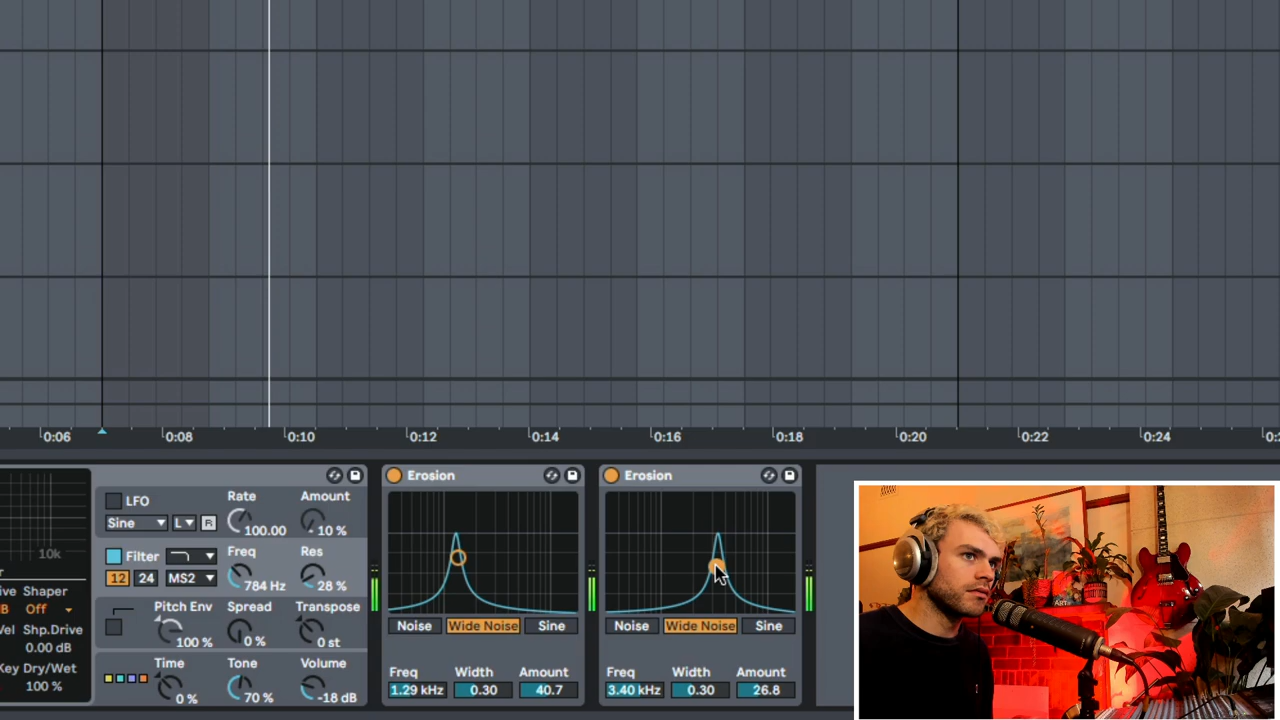 0:06 0:08 0:10 0:12 0:14 0:16 0:18 0:20 0:22 0:24
10k
Shaper
Off
Shp.Drive
0.00 dB
Key Dry/Wet
100 %
LFO
Rate
Amount
Sine
L
R
100.00
10 %
Filter
Freq
Res
12 24 MS2
784 Hz
28 %
Pitch Env
Spread
Transpose
100 %
0 %
0 st
Time
Tone
Volume
0 %
70 %
-18 dB
Erosion
Noise Wide Noise Sine
Freq Width Amount
1.29 kHz 0.30 40.7
Erosion
Noise Wide Noise Sine
Freq Width Amount
3.40 kHz 0.30 26.8